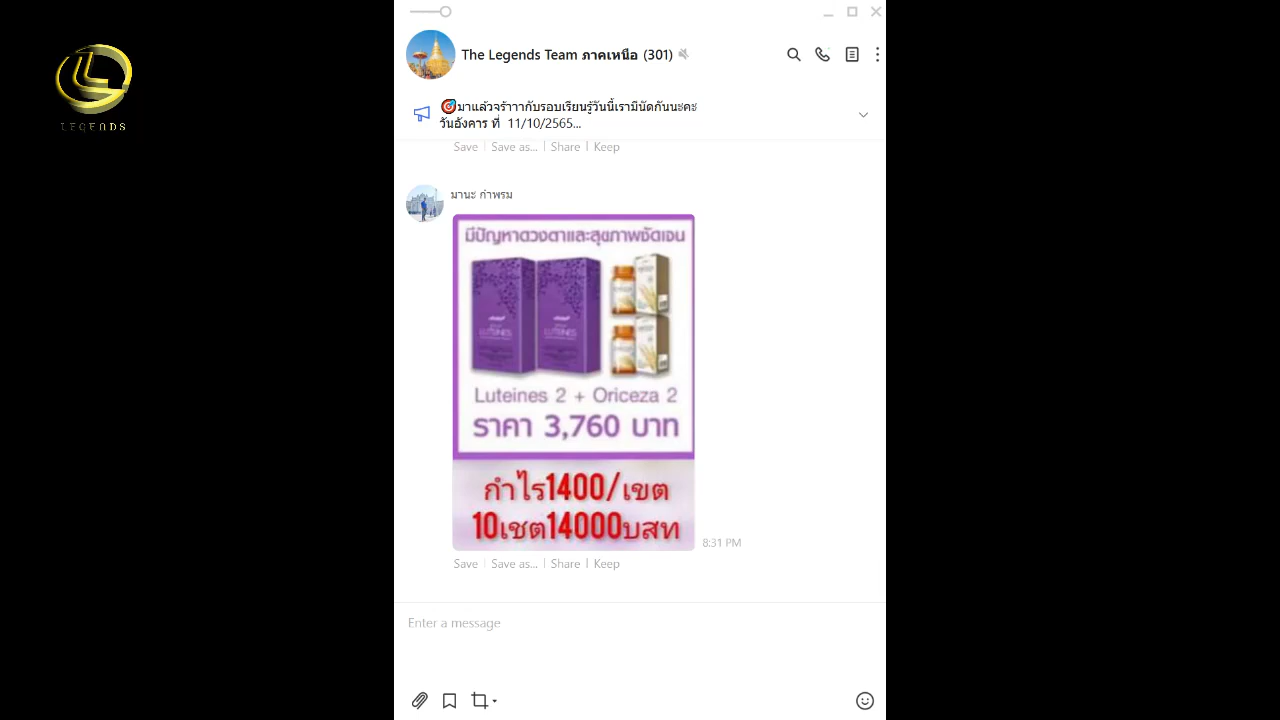 LEGENDS
The Legends Team ภาคเหนือ (301)
🎯มาแล้วจร้าาากับรอบเรียนรู้วันนี้เรามีนัดกันนะคะ
วันอังคาร ที่ 11/10/2565...
Save Save as... Share Keep
มานะ กำพรม
มีปัญหาดวงตาและสุขภาพชัดเจน
LUTEINES LUTEINES
Luteines 2 + Oriceza 2
ราคา 3,760 บาท
กำไร1400/เขต
10เชต14000บสท
8:31 PM
Save Save as... Share Keep
Enter a message